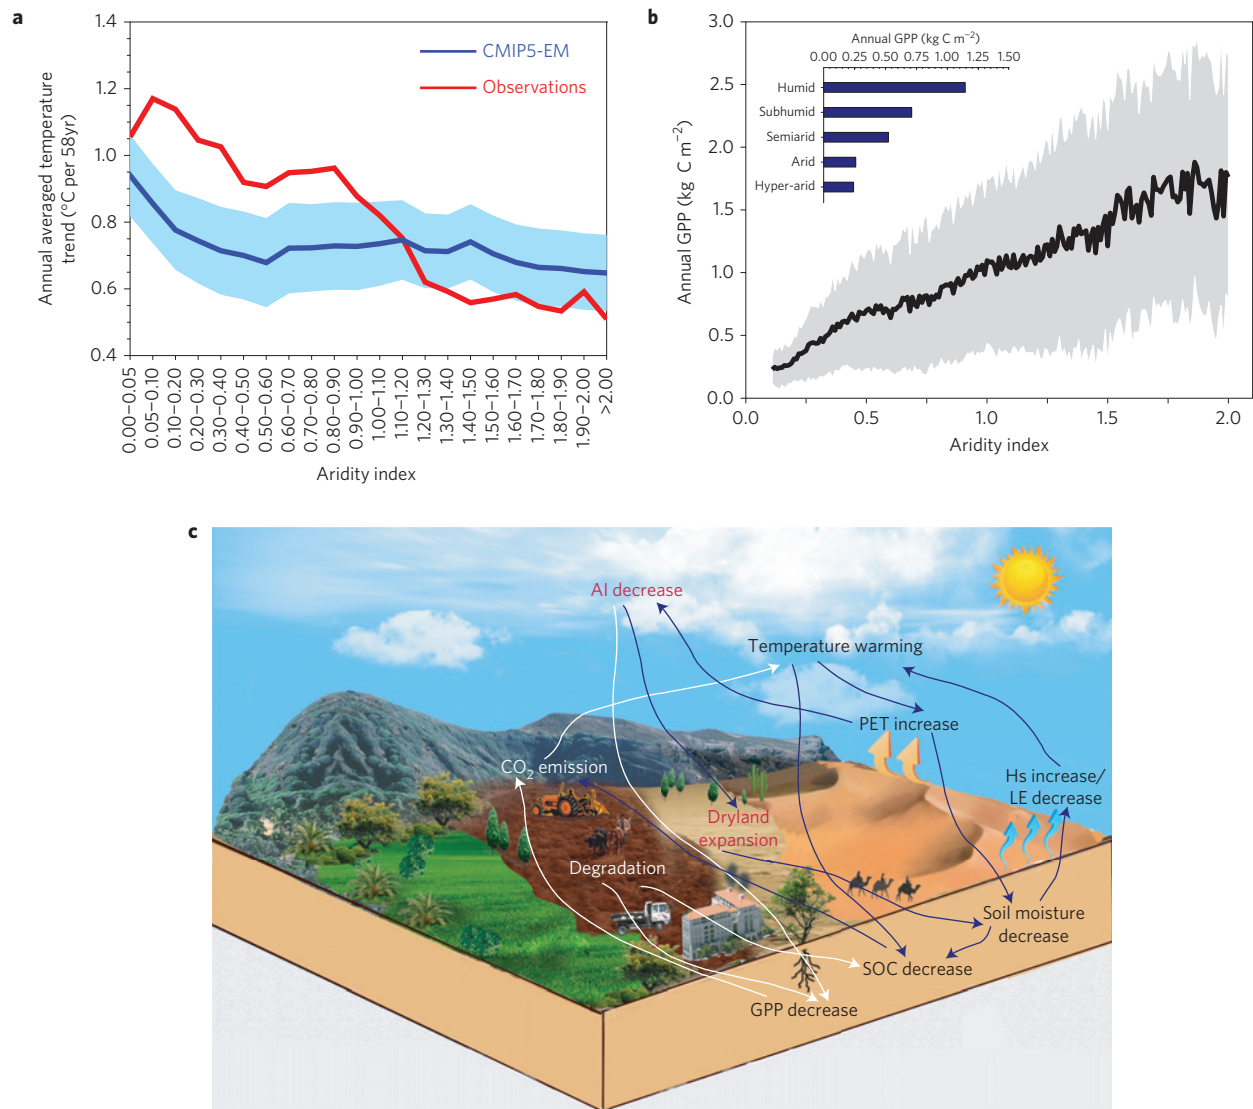 a
1.4
1.2
1.0
0.8
0.6
0.4
Annual averaged temperature
trend (°C per 58yr)
CMIP5-EM
Observations
0.00–0.05
0.05–0.10
0.10–0.20
0.20–0.30
0.30–0.40
0.40–0.50
0.50–0.60
0.60–0.70
0.70–0.80
0.80–0.90
0.90–1.00
1.00–1.10
1.10–1.20
1.20–1.30
1.30–1.40
1.40–1.50
1.50–1.60
1.60–1.70
1.70–1.80
1.80–1.90
1.90–2.00
>2.00
Aridity index
b
3.0
2.5
2.0
1.5
1.0
0.5
0.0
Annual GPP (kg C m⁻²)
Annual GPP (kg C m⁻²)
0.00 0.25 0.50 0.75 1.00 1.25 1.50
Humid
Subhumid
Semiarid
Arid
Hyper-arid
0.0 0.5 1.0 1.5 2.0
Aridity index
c
AI decrease
Temperature warming
PET increase
CO₂ emission
Hs increase/
LE decrease
Dryland
expansion
Degradation
Soil moisture
decrease
SOC decrease
GPP decrease